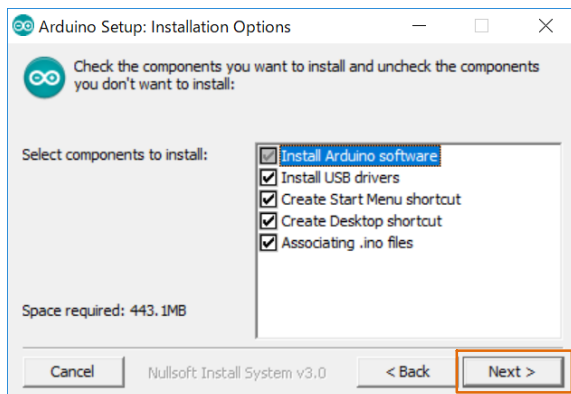 Arduino Setup: Installation Options
Check the components you want to install and uncheck the components
you don't want to install:
Select components to install:
Install Arduino software
Install USB drivers
Create Start Menu shortcut
Create Desktop shortcut
Associating .ino files
Space required: 443.1MB
Cancel
Nullsoft Install System v3.0
< Back
Next >